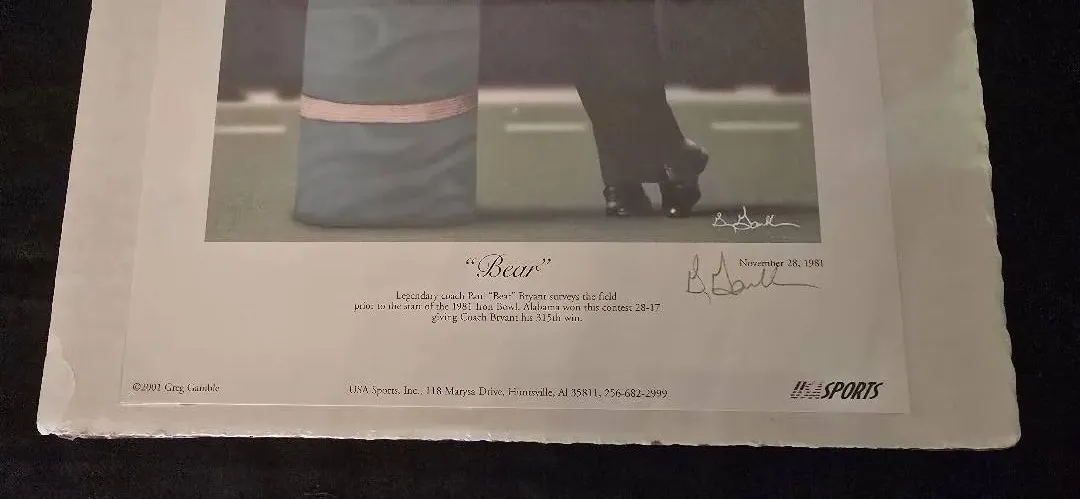 "Bear"
November 28, 1981
Legendary coach Paul "Bear" Bryant surveys the field
prior to the start of the 1981 Iron Bowl. Alabama won this contest 28-17
giving Coach Bryant his 315th win.
©2001 Greg Gamble
USA Sports, Inc., 118 Marysa Drive, Huntsville, Al 35811, 256-682-2999
USA SPORTS